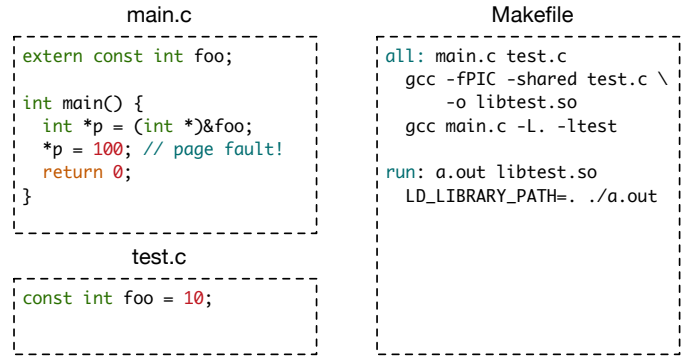 main.c
extern const int foo;
int main() {
int *p = (int *)&foo;
*p = 100; // page fault!
return 0;
}
test.c
const int foo = 10;
Makefile
all: main.c test.c
gcc -fPIC -shared test.c \
-o libtest.so
gcc main.c -L. -ltest
run: a.out libtest.so
LD_LIBRARY_PATH=. ./a.out